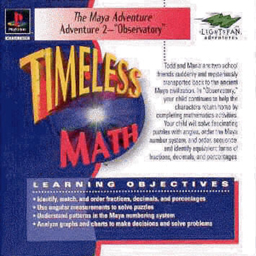 The Maya Adventure
Adventure 2—"Observatory"
LIGHTSPAN
ADVENTURES
PlayStation
TIMELESS
MATH
Todd and Maria are two school
friends suddenly and mysteriously
transported back to the ancient
Maya civilization. In "Observatory,"
your child continues to help the
characters return home by
completing mathematics activities.
Your child will solve fascinating
puzzles with angles, order the Maya
number system and order, sequence
and identify equivalent forms of
fractions, decimals, and percentages
LEARNING OBJECTIVES
• Identify, match, and order fractions, decimals, and percentages
• Use angular measurements to solve puzzles
• Understand patterns in the Maya numbering system
• Analyze graphs and charts to make decisions and solve problems